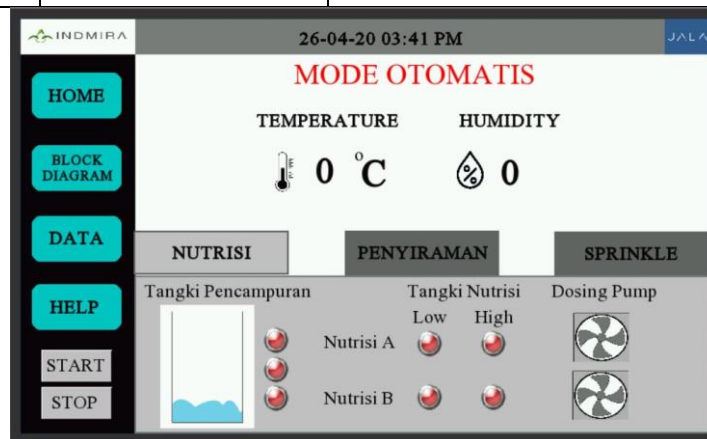 INDMIRA
26-04-20 03:41 PM
JALA
MODE OTOMATIS
HOME
TEMPERATURE HUMIDITY
BLOCK
DIAGRAM
0 °C % 0
DATA
NUTRISI PENYIRAMAN SPRINKLE
HELP
Tangki Pencampuran Tangki Nutrisi Dosing Pump
Low High
Nutrisi A
START
Nutrisi B
STOP